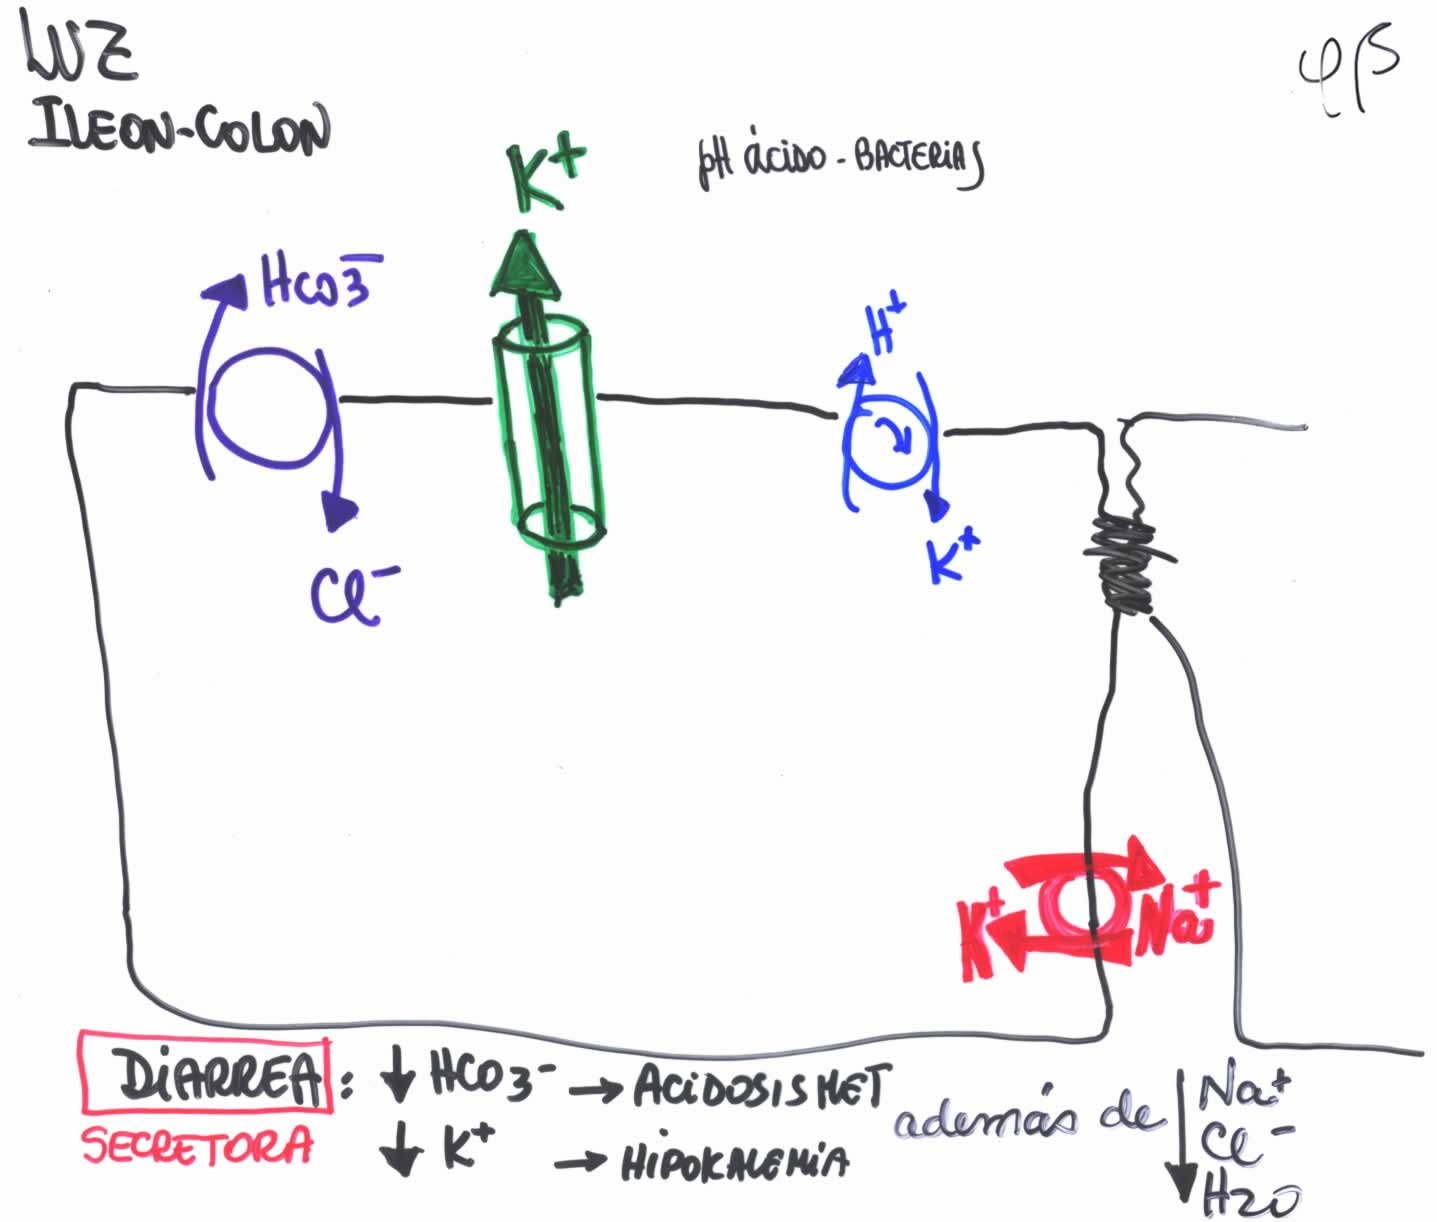 LUZ
ILEON-COLON
K+
pH ácido - BACTERIAS
HCO3-
H+
Cl-
K+
K+
Na+
DIARREA: ↓ HCO3- → ACIDOSIS MET
SECRETORA ↓ K+ → HIPOKALEMIA
además de ↓ Na+
Cl-
H2O